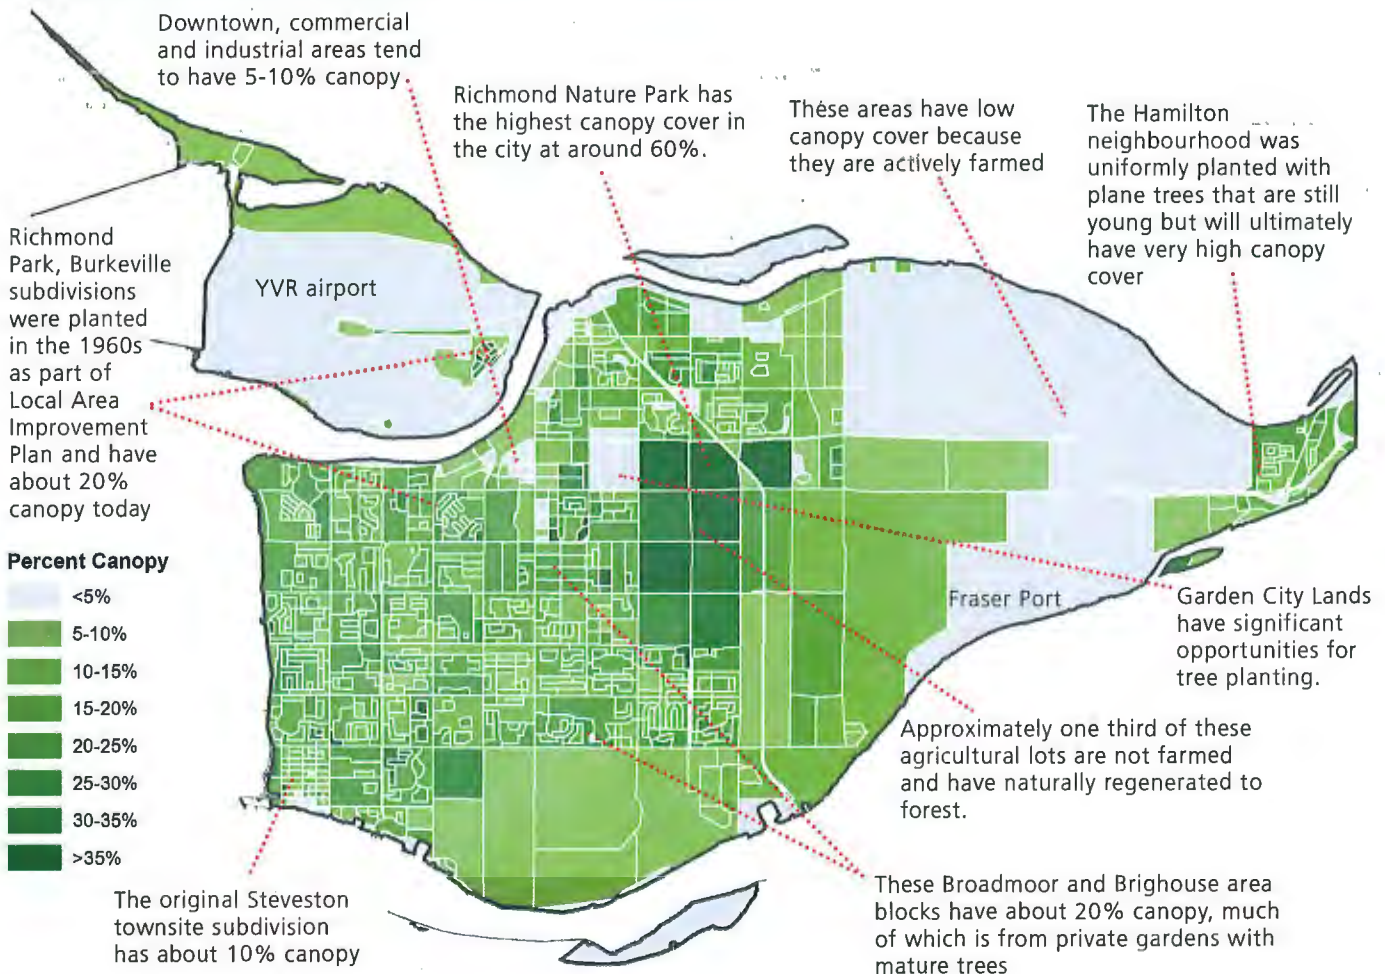 Downtown, commercial
and industrial areas tend
to have 5-10% canopy
Richmond Nature Park has
the highest canopy cover in
the city at around 60%.
These areas have low
canopy cover because
they are actively farmed
The Hamilton
neighbourhood was
uniformly planted with
plane trees that are still
young but will ultimately
have very high canopy
cover
Richmond
Park, Burkeville
subdivisions
were planted
in the 1960s
as part of
Local Area
Improvement
Plan and have
about 20%
canopy today
YVR airport
Percent Canopy
<5%
5-10%
10-15%
15-20%
20-25%
25-30%
30-35%
>35%
Fraser Port
Garden City Lands
have significant
opportunities for
tree planting.
Approximately one third of these
agricultural lots are not farmed
and have naturally regenerated to
forest.
The original Steveston
townsite subdivision
has about 10% canopy
These Broadmoor and Brighouse area
blocks have about 20% canopy, much
of which is from private gardens with
mature trees